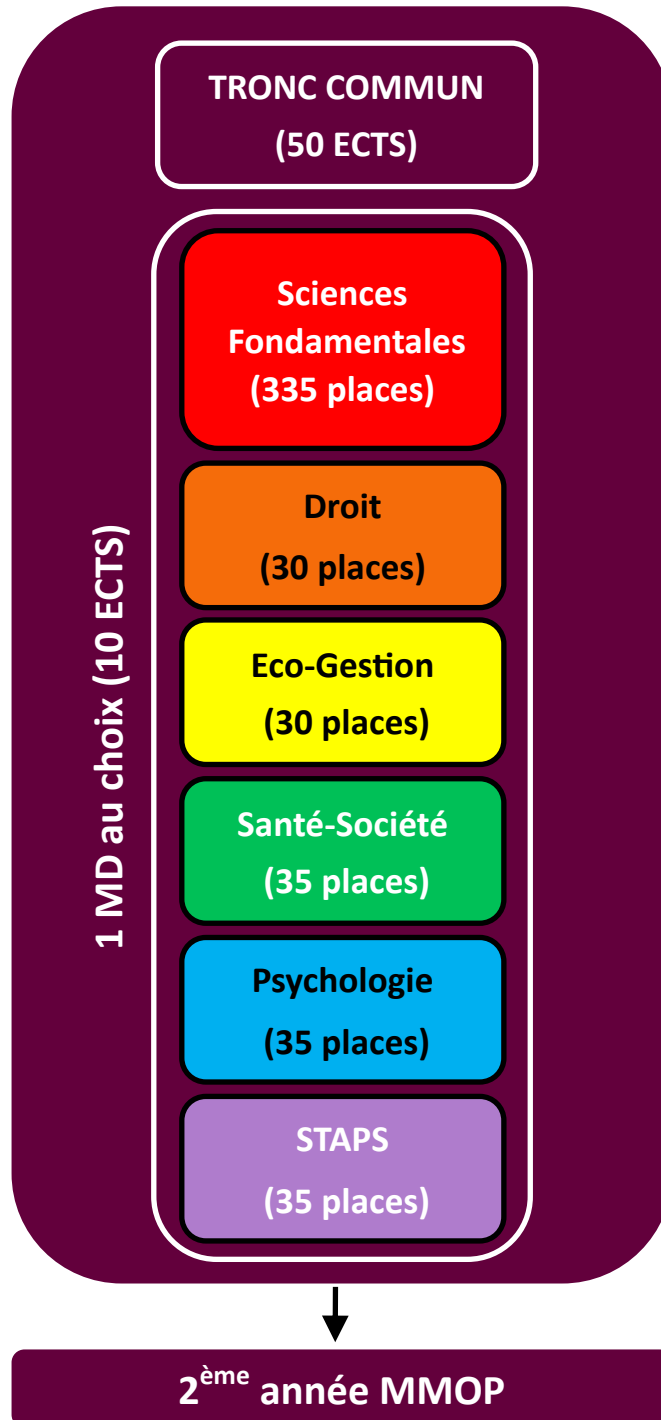 TRONC COMMUN
(50 ECTS)
1 MD au choix (10 ECTS)
Sciences
Fondamentales
(335 places)
Droit
(30 places)
Eco-Gestion
(30 places)
Santé-Société
(35 places)
Psychologie
(35 places)
STAPS
(35 places)
2ème année MMOP